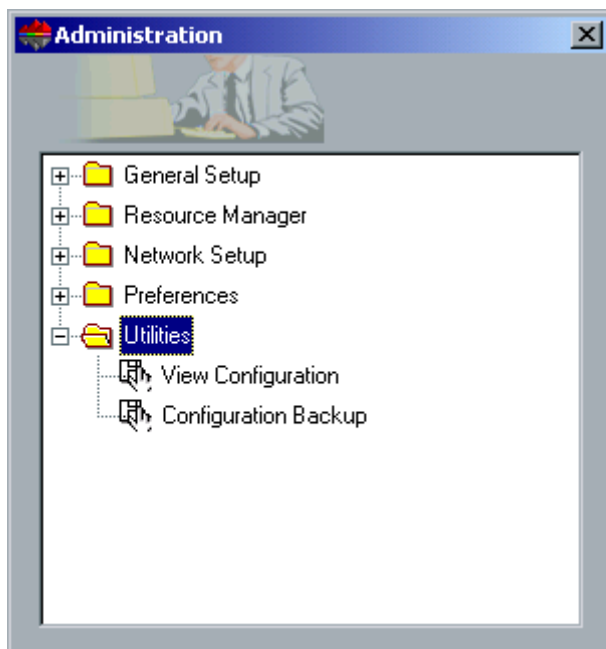 Administration
General Setup
Resource Manager
Network Setup
Preferences
Utilities
View Configuration
Configuration Backup